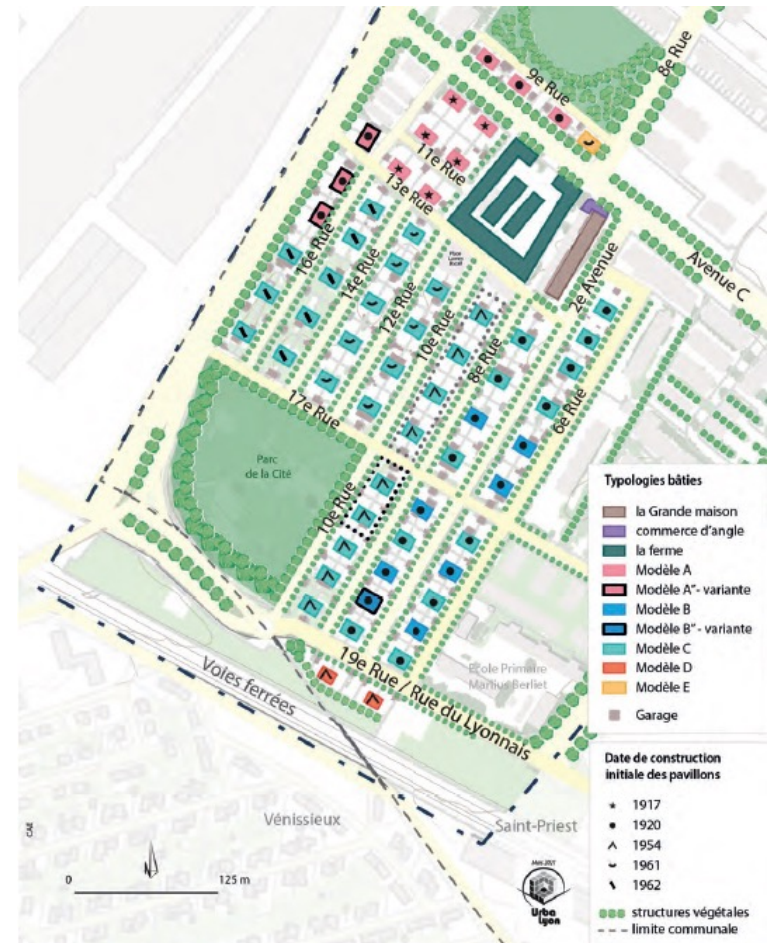 9e Rue
8e Rue
11e Rue
13e Rue
16e Rue
14e Rue
12e Rue
10e Rue
8e Rue
2e Avenue
Avenue C
6e Rue
17e Rue
Parc
de la Cité
10e Rue
19e Rue / Rue du Lyonnais
Ecole Primaire
Marius Berliet
Voies ferrées
Vénissieux
Saint-Priest
CAE
0
125 m
Urba
Lyon
Typologies bâties
la Grande maison
commerce d'angle
la ferme
Modèle A
Modèle A"- variante
Modèle B
Modèle B"- variante
Modèle C
Modèle D
Modèle E
Garage
Date de construction
initiale des pavillons
1917
1920
1954
1961
1962
structures végétales
limite communale